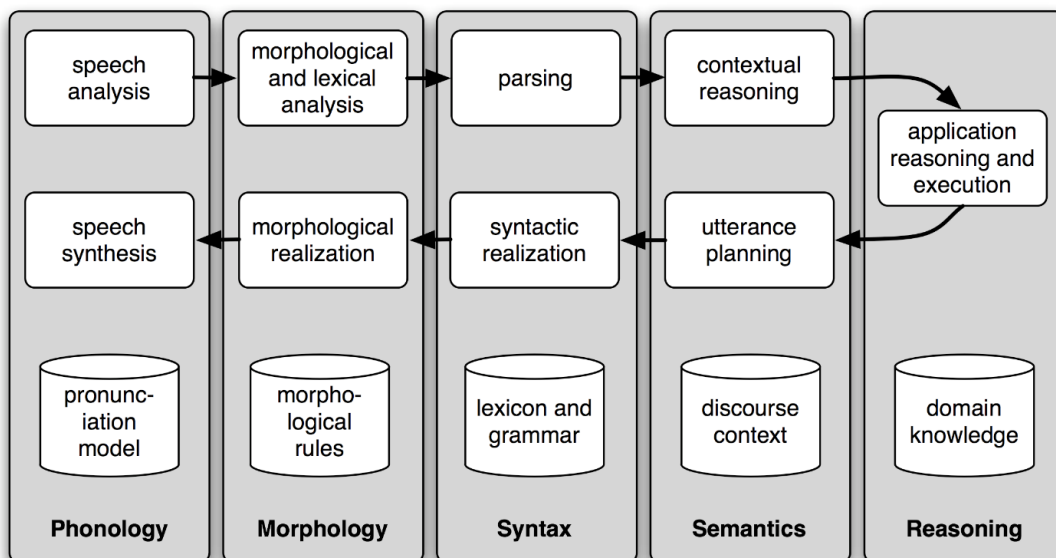 speech
analysis
morphological
and lexical
analysis
parsing
contextual
reasoning
application
reasoning and
execution
speech
synthesis
morphological
realization
syntactic
realization
utterance
planning
pronunc-
iation
model
morpho-
logical
rules
lexicon and
grammar
discourse
context
domain
knowledge
Phonology
Morphology
Syntax
Semantics
Reasoning